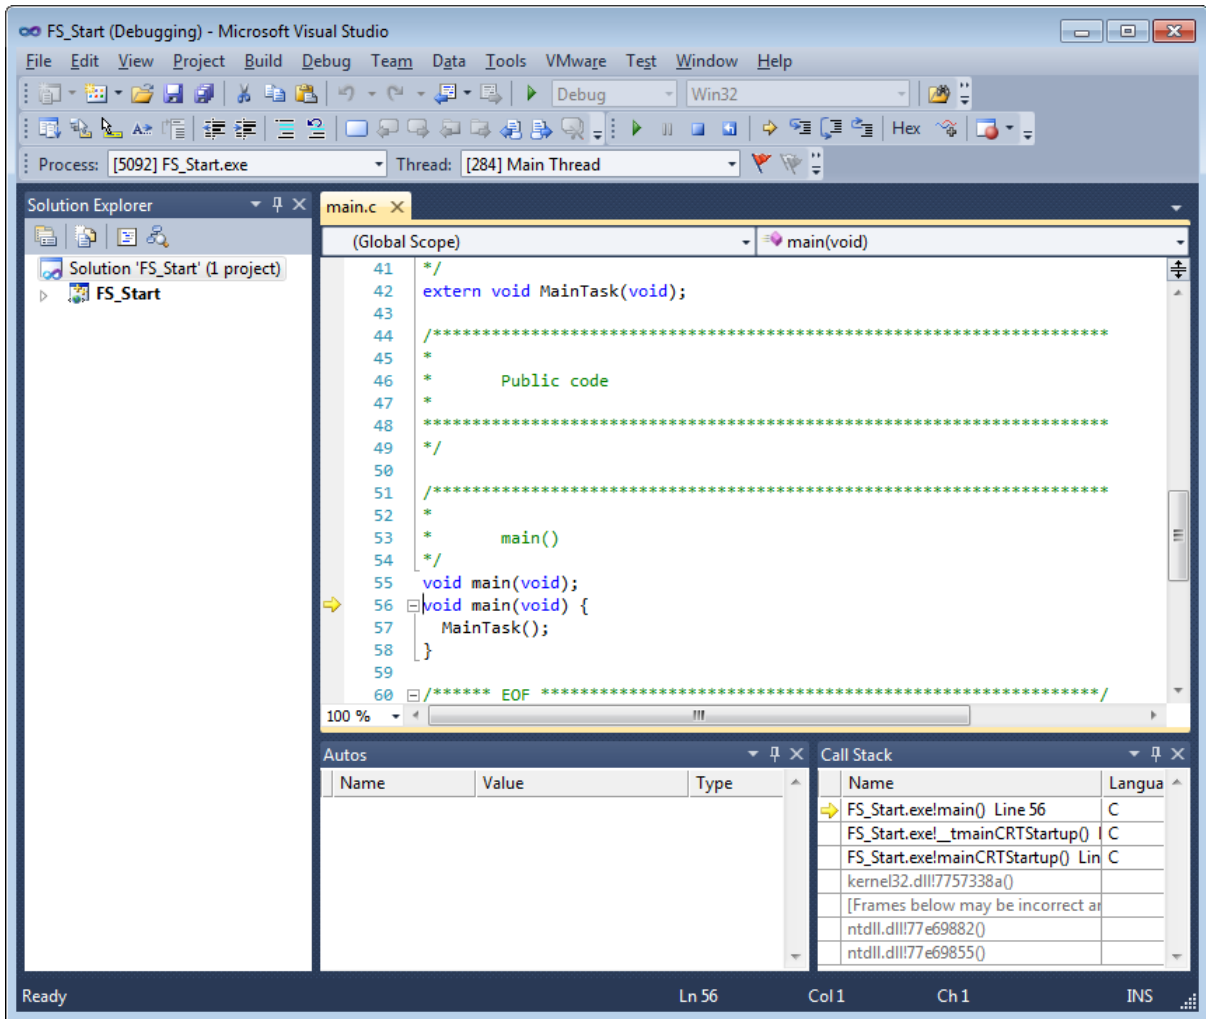 FS_Start (Debugging) - Microsoft Visual Studio
File Edit View Project Build Debug Team Data Tools VMware Test Window Help
Debug Win32
Hex
Process: [5092] FS_Start.exe Thread: [284] Main Thread
Solution Explorer
Solution 'FS_Start' (1 project)
FS_Start
main.c
(Global Scope) main(void)
41 */
42 extern void MainTask(void);
43
44 /*********************************************************************
45 *
46 * Public code
47 *
48 **********************************************************************
49 */
50
51 /*********************************************************************
52 *
53 * main()
54 */
55 void main(void);
56 void main(void) {
57 MainTask();
58 }
59
60 /****** EOF *********************************************************/
100 %
Autos
Name Value Type
Call Stack
Name Langua
FS_Start.exe!main() Line 56 C
FS_Start.exe!__tmainCRTStartup() C
FS_Start.exe!mainCRTStartup() Lin C
kernel32.dll!7757338a()
[Frames below may be incorrect
ntdll.dll!77e69882()
ntdll.dll!77e69855()
Ready Ln 56 Col 1 Ch 1 INS